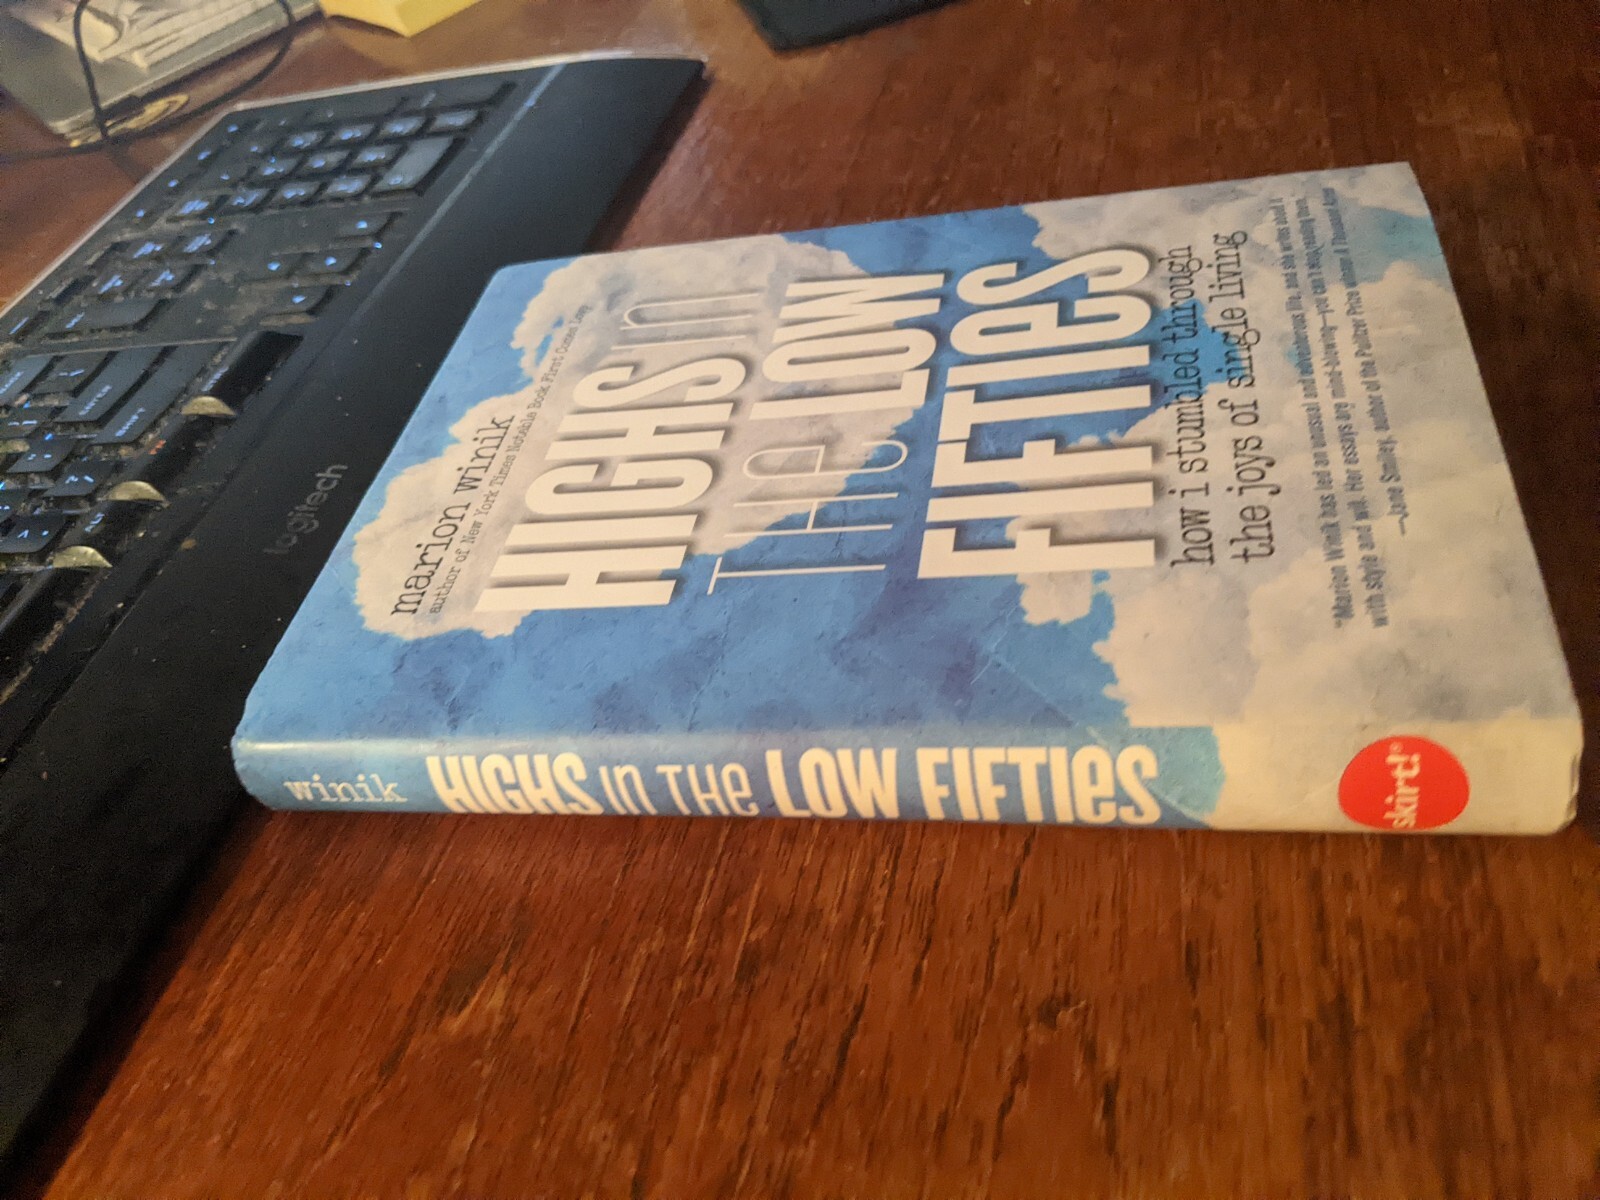 marion winik
author of New York Times Notable Book First Comes Love
HIGHS in
THE LOW
FIFTIES
how i stumbled through
the joys of single living
"Marion Winik has led an unusual and adventurous life, and she writes about it
with style and wit. Her essays are mind-blowing—you can't stop reading them.
—Jane Smiley, author of the Pulitzer Prize winner A Thousand Acres
winik HIGHS in THE LOW FIFTIES skirt!®
logitech
ENTER
SHIFT
ALT